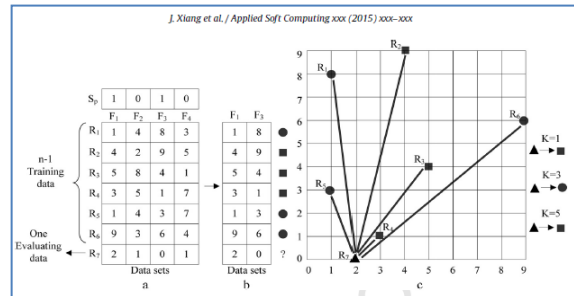 J. Xiang et al. / Applied Soft Computing xxx (2015) xxx–xxx
Sp 1 0 1 0
F1 F2 F3 F4
F1 F3
n-1
Training
data
One
Evaluating
data
R1 1 4 8 3
R2 4 2 9 5
R3 5 8 4 1
R4 3 5 1 7
R5 1 4 3 7
R6 9 3 6 4
R7 2 1 0 1
1 8
4 9
5 4
3 1
1 3
9 6
2 0 ?
Data sets
a
Data sets
b
9
8
7
6
5
4
3
2
1
0
0 1 2 3 4 5 6 7 8 9
c
R1
R2
R3
R4
R5
R6
R7
K=1
K=3
K=5